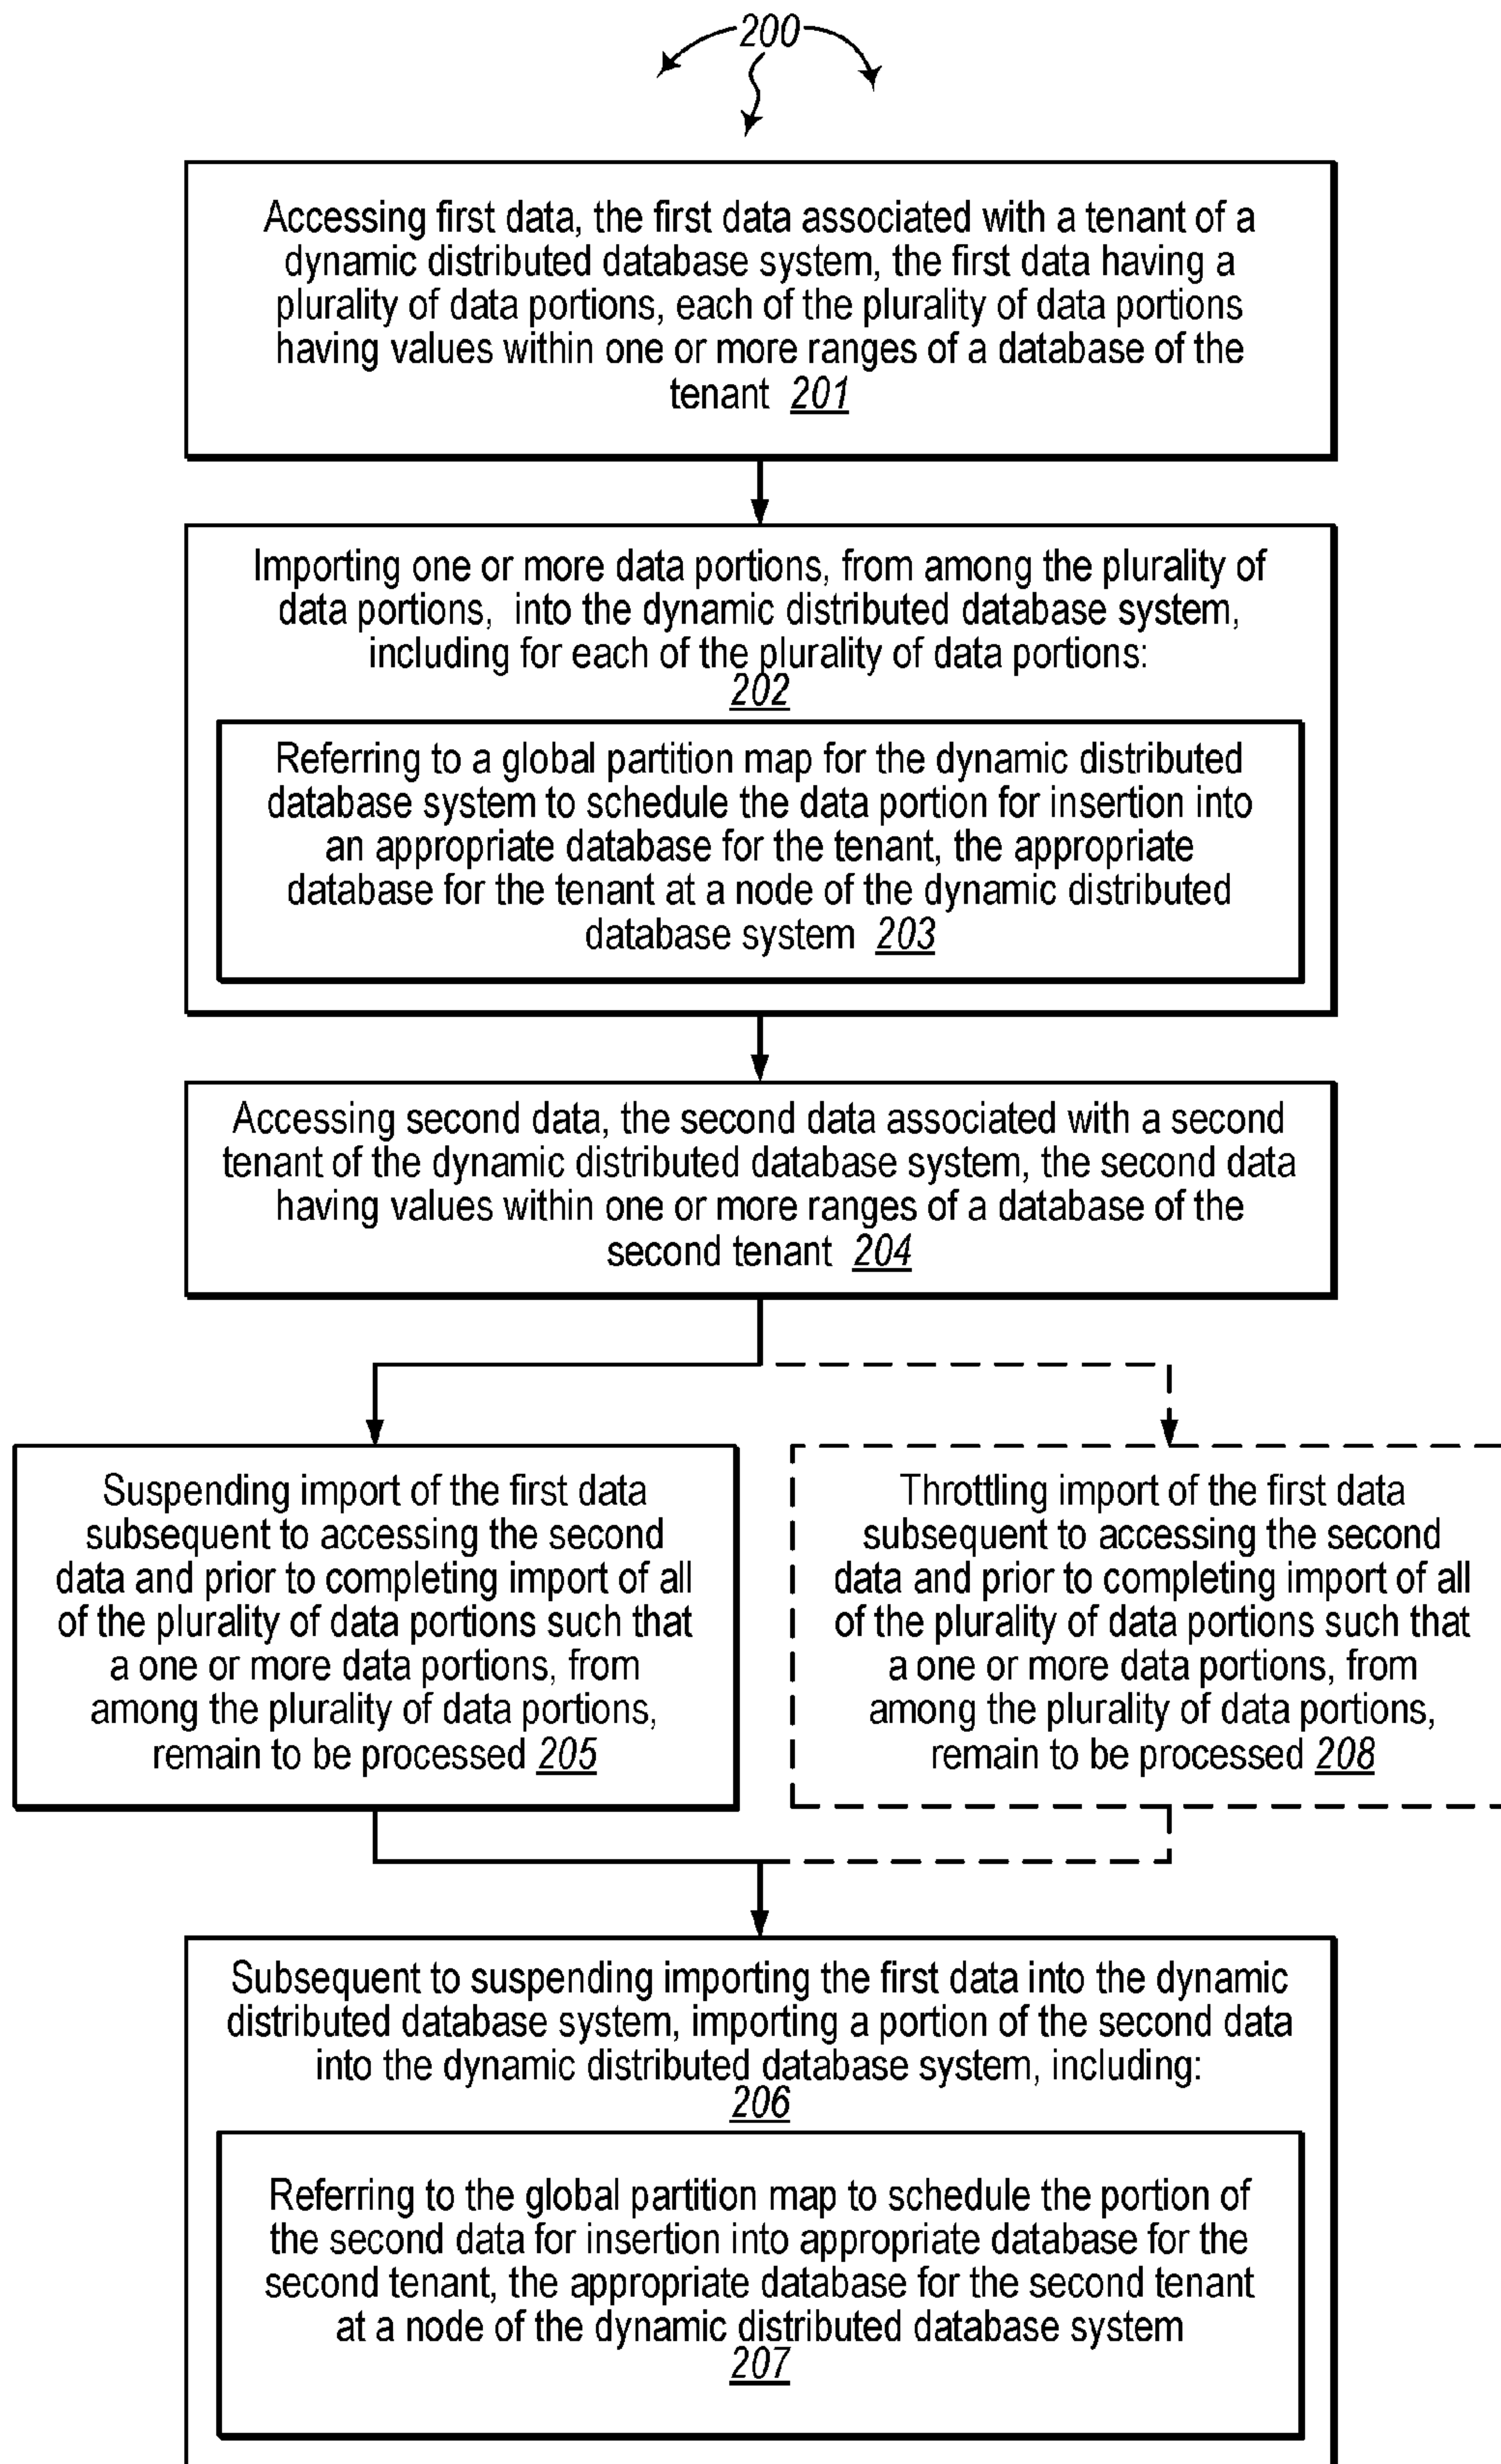 200
Accessing first data, the first data associated with a tenant of a
dynamic distributed database system, the first data having a
plurality of data portions, each of the plurality of data portions
having values within one or more ranges of a database of the
tenant 201
Importing one or more data portions, from among the plurality of
data portions, into the dynamic distributed database system,
including for each of the plurality of data portions:
202
Referring to a global partition map for the dynamic distributed
database system to schedule the data portion for insertion into
an appropriate database for the tenant, the appropriate
database for the tenant at a node of the dynamic distributed
database system 203
Accessing second data, the second data associated with a second
tenant of the dynamic distributed database system, the second data
having values within one or more ranges of a database of the
second tenant 204
Suspending import of the first data
subsequent to accessing the second
data and prior to completing import of all
of the plurality of data portions such that
a one or more data portions, from
among the plurality of data portions,
remain to be processed 205
Throttling import of the first data
subsequent to accessing the second
data and prior to completing import of all
of the plurality of data portions such that
a one or more data portions, from
among the plurality of data portions,
remain to be processed 208
Subsequent to suspending importing the first data into the dynamic
distributed database system, importing a portion of the second data
into the dynamic distributed database system, including:
206
Referring to the global partition map to schedule the portion of
the second data for insertion into appropriate database for the
second tenant, the appropriate database for the second tenant
at a node of the dynamic distributed database system
207